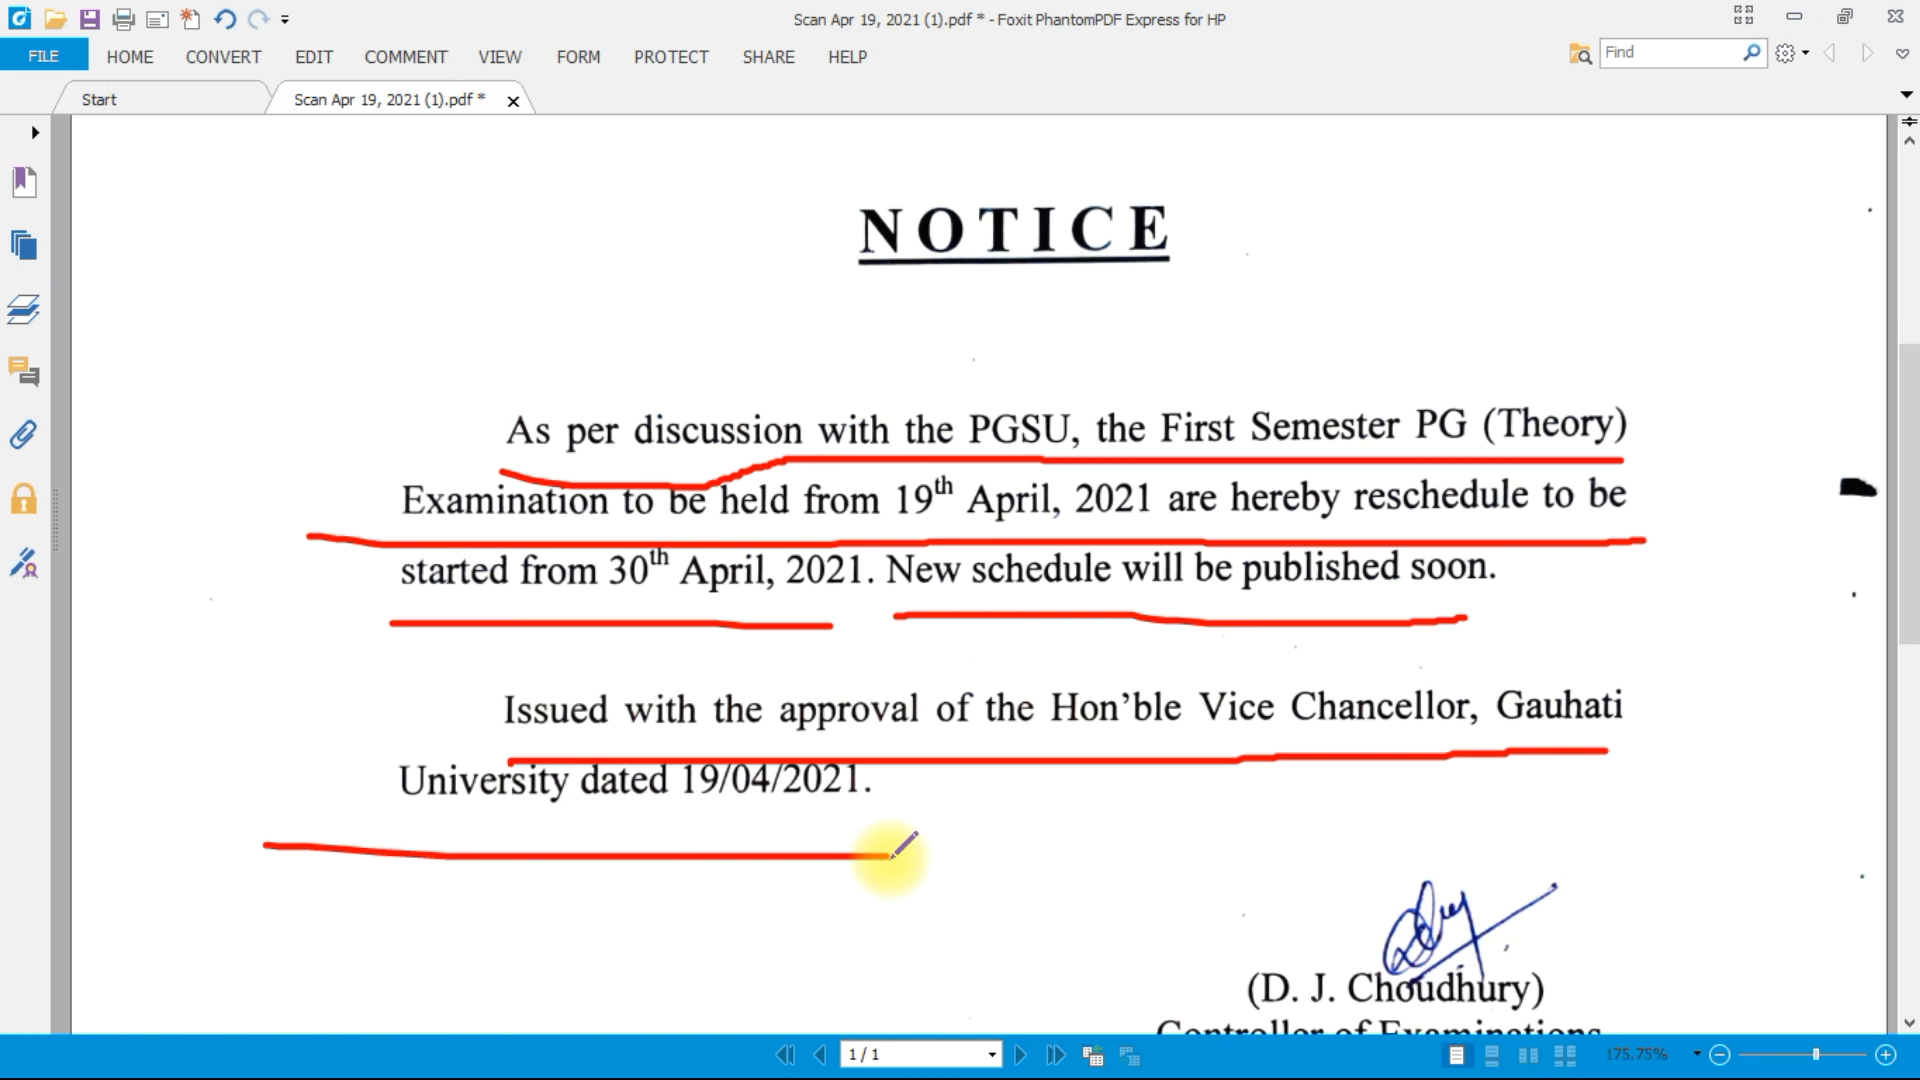 Scan Apr 19, 2021 (1).pdf * - Foxit PhantomPDF Express for HP
FILE HOME CONVERT EDIT COMMENT VIEW FORM PROTECT SHARE HELP Find
Start Scan Apr 19, 2021 (1).pdf *
NOTICE
As per discussion with the PGSU, the First Semester PG (Theory)
Examination to be held from 19th April, 2021 are hereby reschedule to be
started from 30th April, 2021. New schedule will be published soon.
Issued with the approval of the Hon’ble Vice Chancellor, Gauhati
University dated 19/04/2021.
(D. J. Choudhury)
Controller of Examinations
1 / 1 175.75%